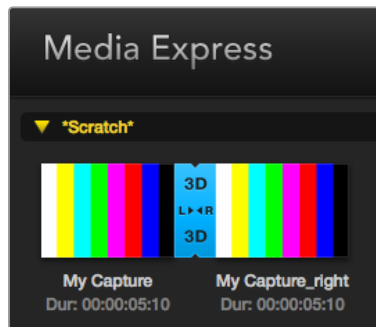 Media Express
*Scratch*
3D
L R
3D
My Capture My Capture_right
Dur: 00:00:05:10 Dur: 00:00:05:10